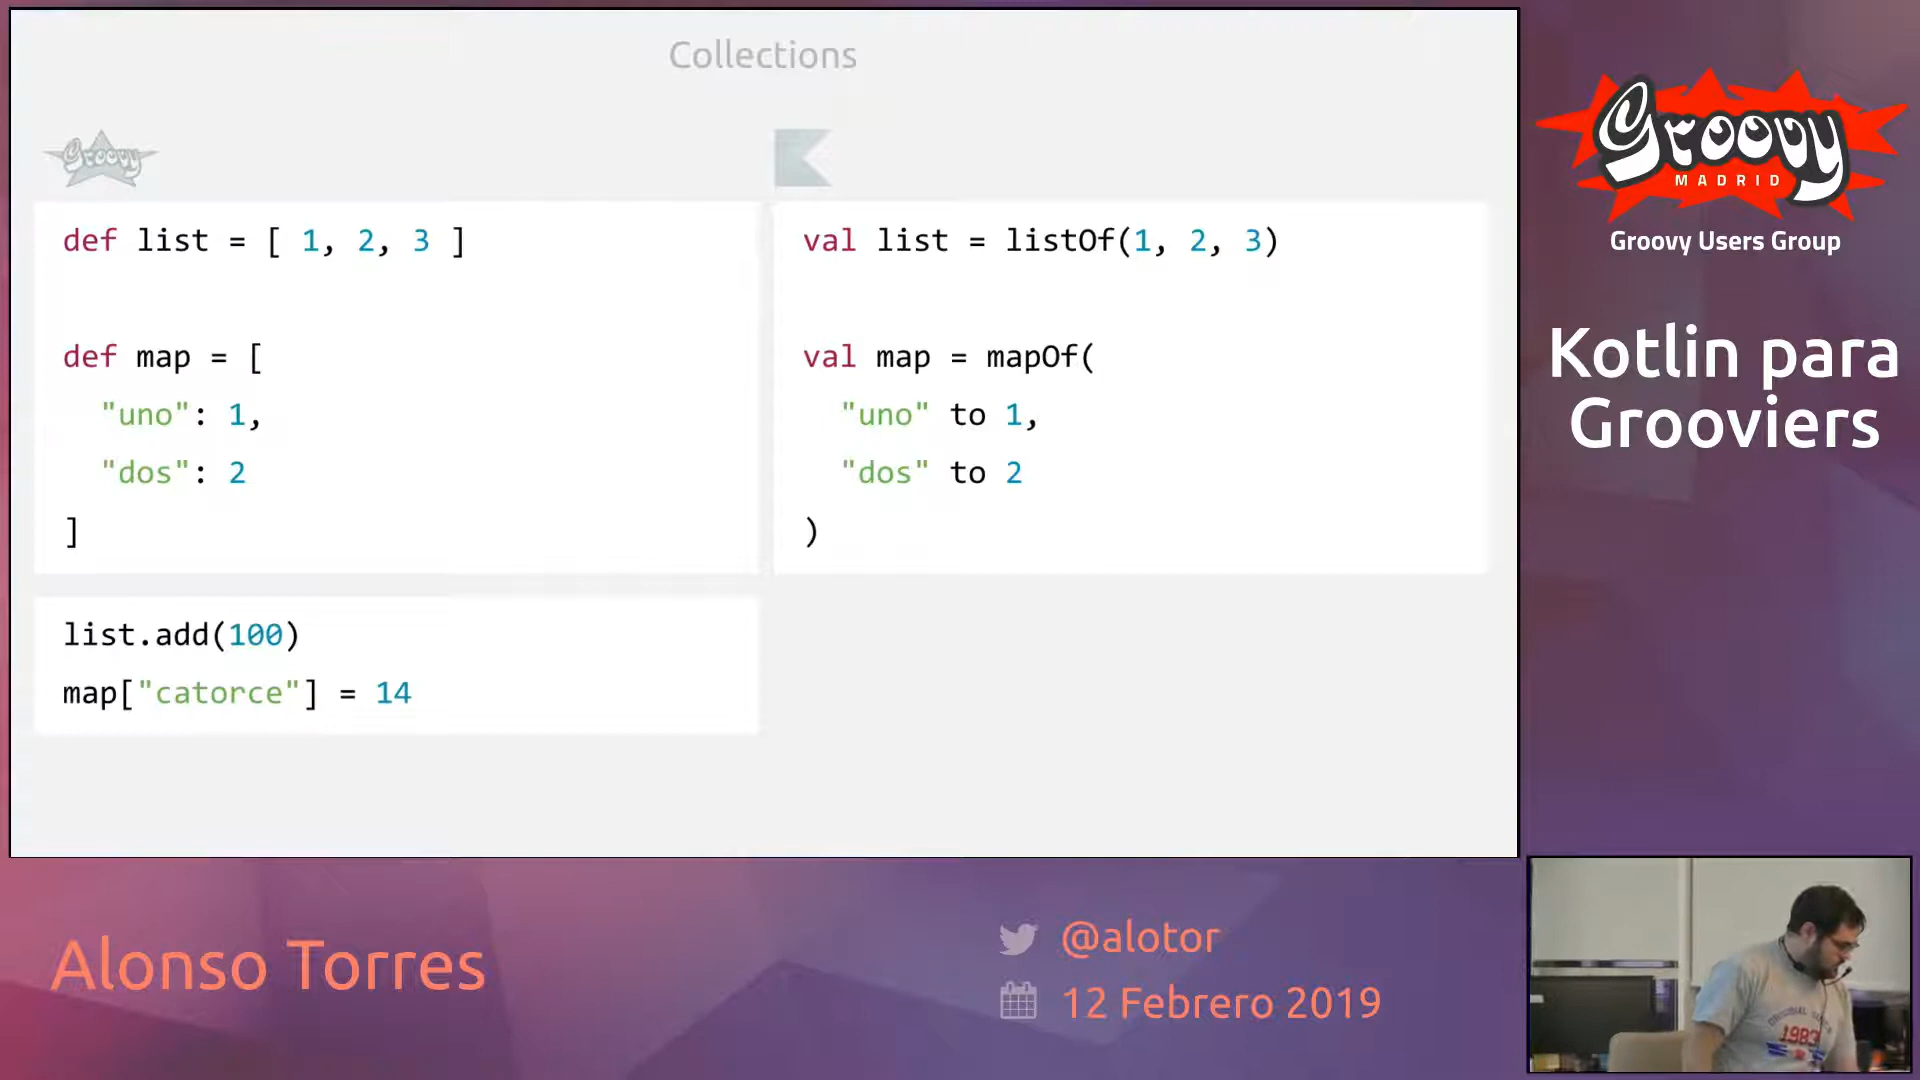 Collections
Groovy
def list = [ 1, 2, 3 ]
def map = [
"uno": 1,
"dos": 2
]
val list = listOf(1, 2, 3)
val map = mapOf(
"uno" to 1,
"dos" to 2
)
list.add(100)
map["catorce"] = 14
Groovy
MADRID
Groovy Users Group
Kotlin para
Grooviers
Alonso Torres
@alotor
12 Febrero 2019
1983